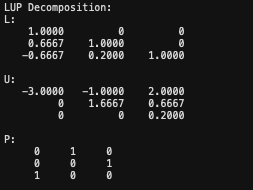 LUP Decomposition:
L:
1.0000 0 0
0.6667 1.0000 0
-0.6667 0.2000 1.0000
U:
-3.0000 -1.0000 2.0000
0 1.6667 0.6667
0 0 0.2000
P:
0 1 0
0 0 1
1 0 0